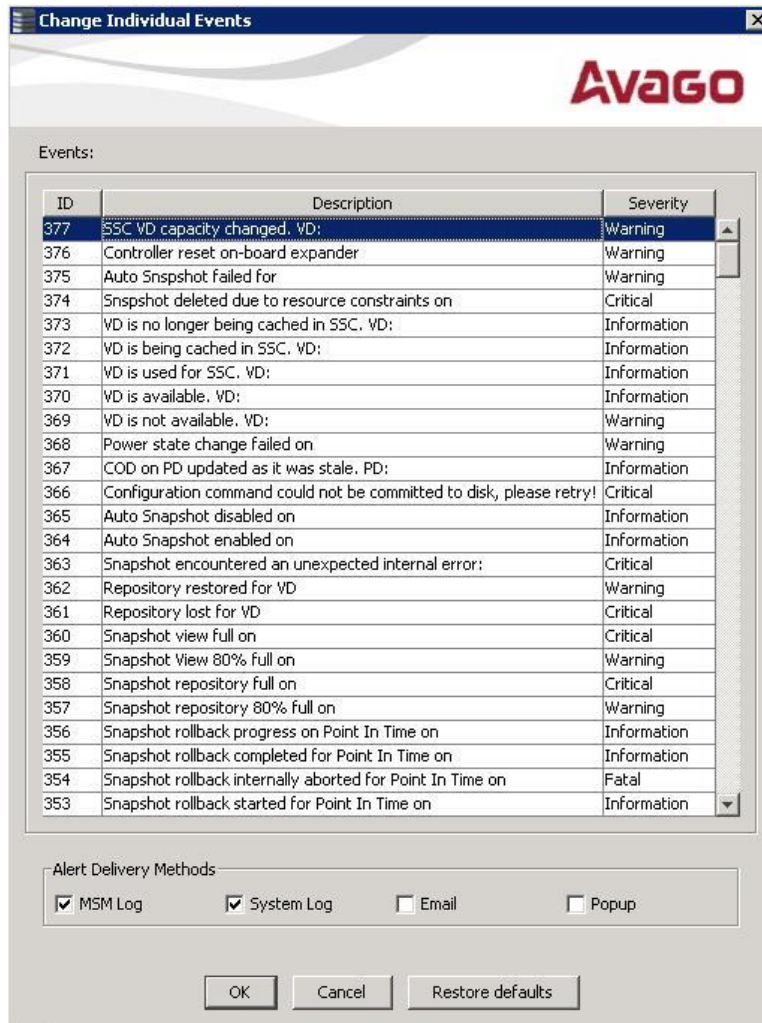 Change Individual Events
Avago
Events:
ID Description Severity
377 SSC VD capacity changed. VD: Warning
376 Controller reset on-board expander Warning
375 Auto Snspshot failed for Warning
374 Snspshot deleted due to resource constraints on Critical
373 VD is no longer being cached in SSC. VD: Information
372 VD is being cached in SSC. VD: Information
371 VD is used for SSC. VD: Information
370 VD is available. VD: Information
369 VD is not available. VD: Warning
368 Power state change failed on Warning
367 COD on PD updated as it was stale. PD: Information
366 Configuration command could not be committed to disk, please retry! Critical
365 Auto Snapshot disabled on Information
364 Auto Snapshot enabled on Information
363 Snapshot encountered an unexpected internal error: Critical
362 Repository restored for VD Warning
361 Repository lost for VD Critical
360 Snapshot view full on Critical
359 Snapshot View 80% full on Warning
358 Snapshot repository full on Critical
357 Snapshot repository 80% full on Warning
356 Snapshot rollback progress on Point In Time on Information
355 Snapshot rollback completed for Point In Time on Information
354 Snapshot rollback internally aborted for Point In Time on Fatal
353 Snapshot rollback started for Point In Time on Information
Alert Delivery Methods
MSM Log System Log Email Popup
OK Cancel Restore defaults